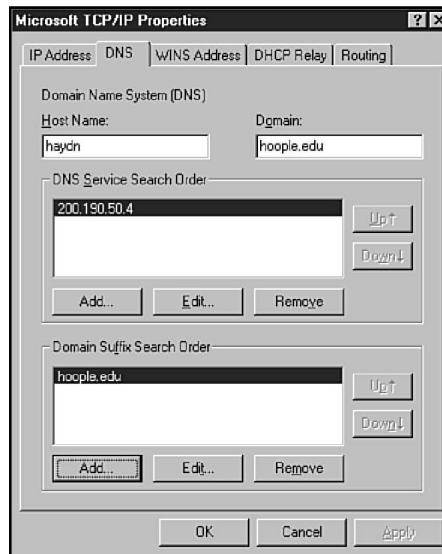 Microsoft TCP/IP Properties
? ×
IP Address DNS WINS Address DHCP Relay Routing
Domain Name System (DNS)
Host Name: Domain:
haydn hoople.edu
DNS Service Search Order
200.190.50.4
Up↑
Down↓
Add... Edit... Remove
Domain Suffix Search Order
hoople.edu
Up↑
Down↓
Add... Edit... Remove
OK Cancel Apply